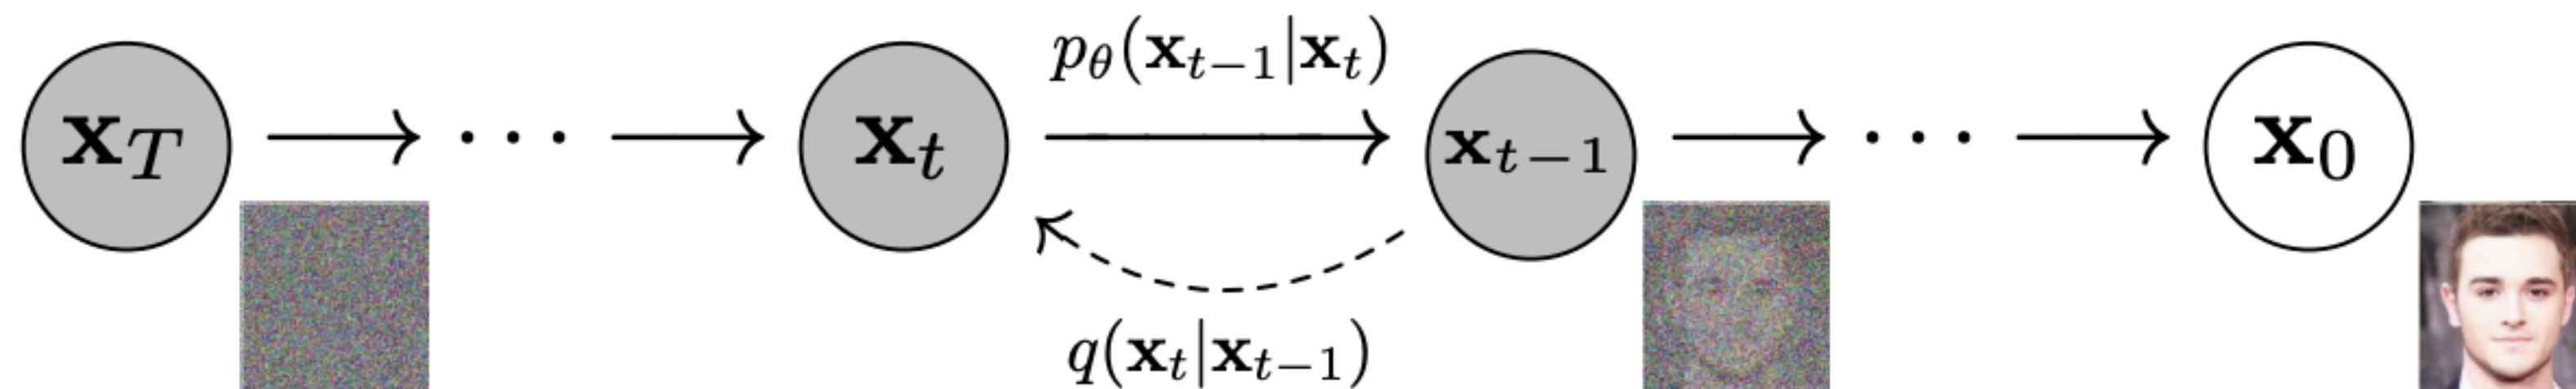 p_θ(𝐱_{t−1}|𝐱_t)
𝐱_T → · · · → 𝐱_t → 𝐱_{t−1} → · · · → 𝐱_0
q(𝐱_t|𝐱_{t−1})